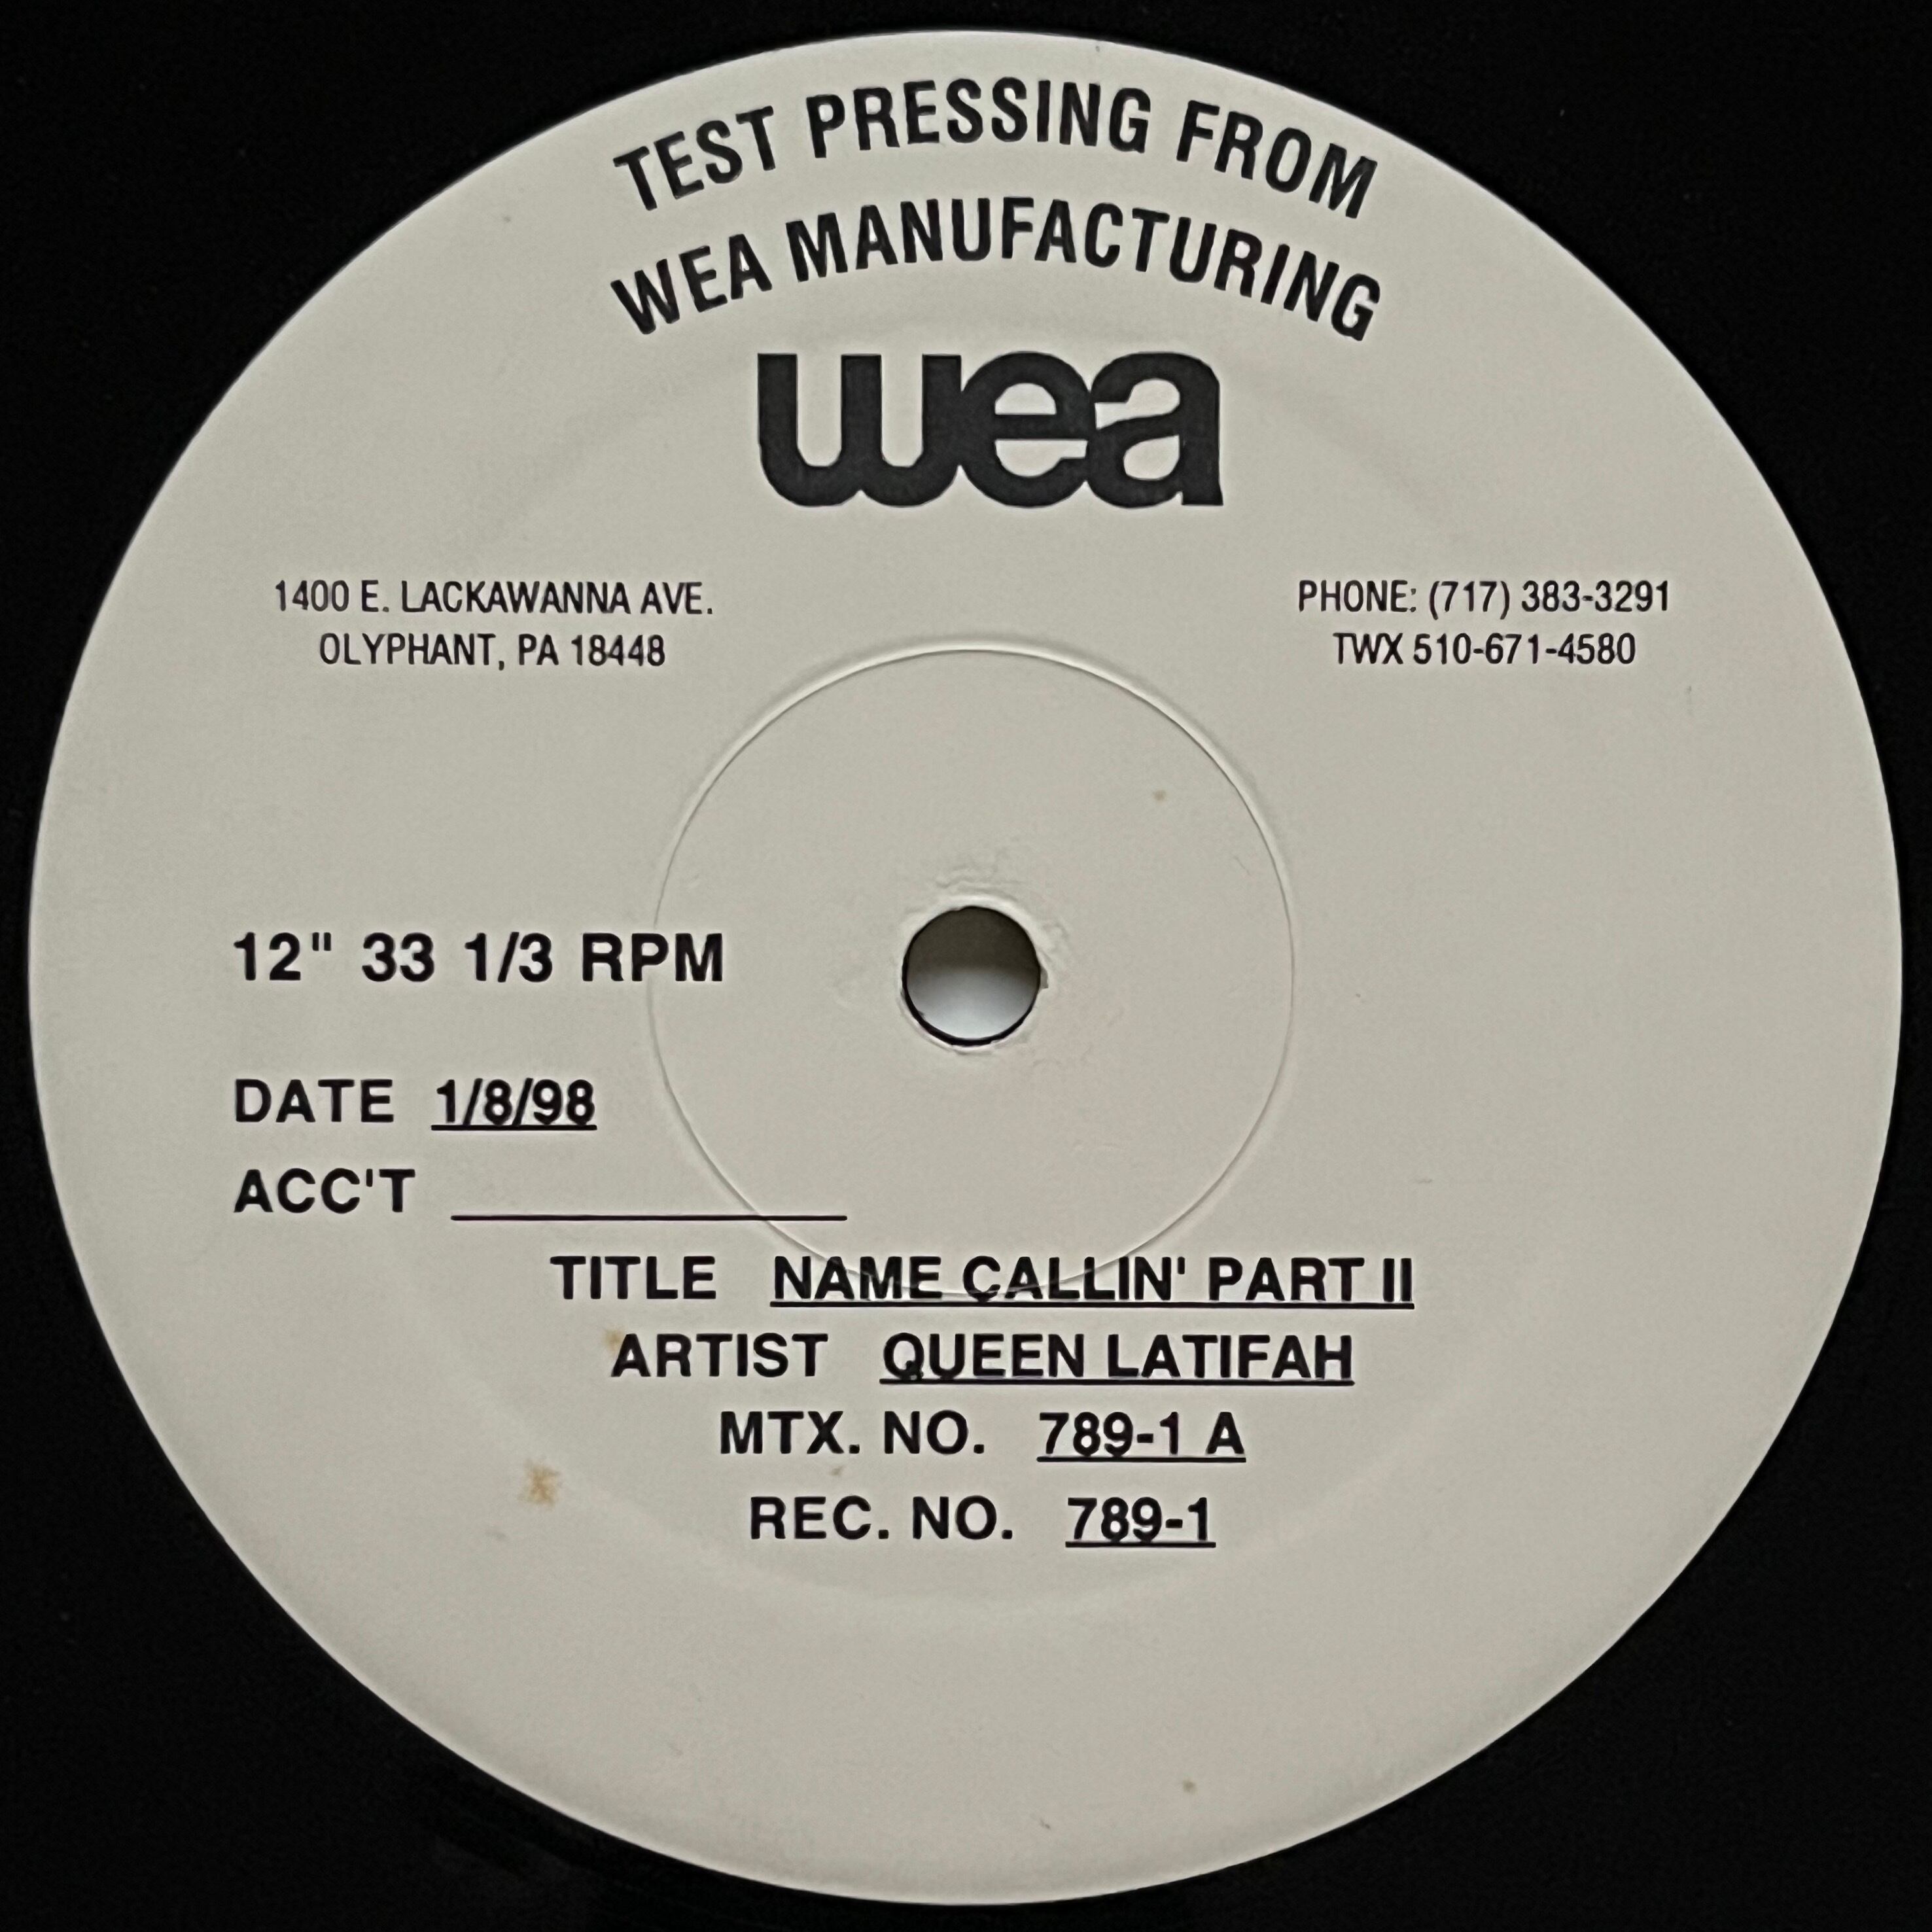 TEST PRESSING FROM
WEA MANUFACTURING
wea
1400 E. LACKAWANNA AVE.
OLYPHANT, PA 18448
PHONE: (717) 383-3291
TWX 510-671-4580
12" 33 1/3 RPM
DATE 1/8/98
ACC'T
TITLE NAME CALLIN' PART II
ARTIST QUEEN LATIFAH
MTX. NO. 789-1 A
REC. NO. 789-1